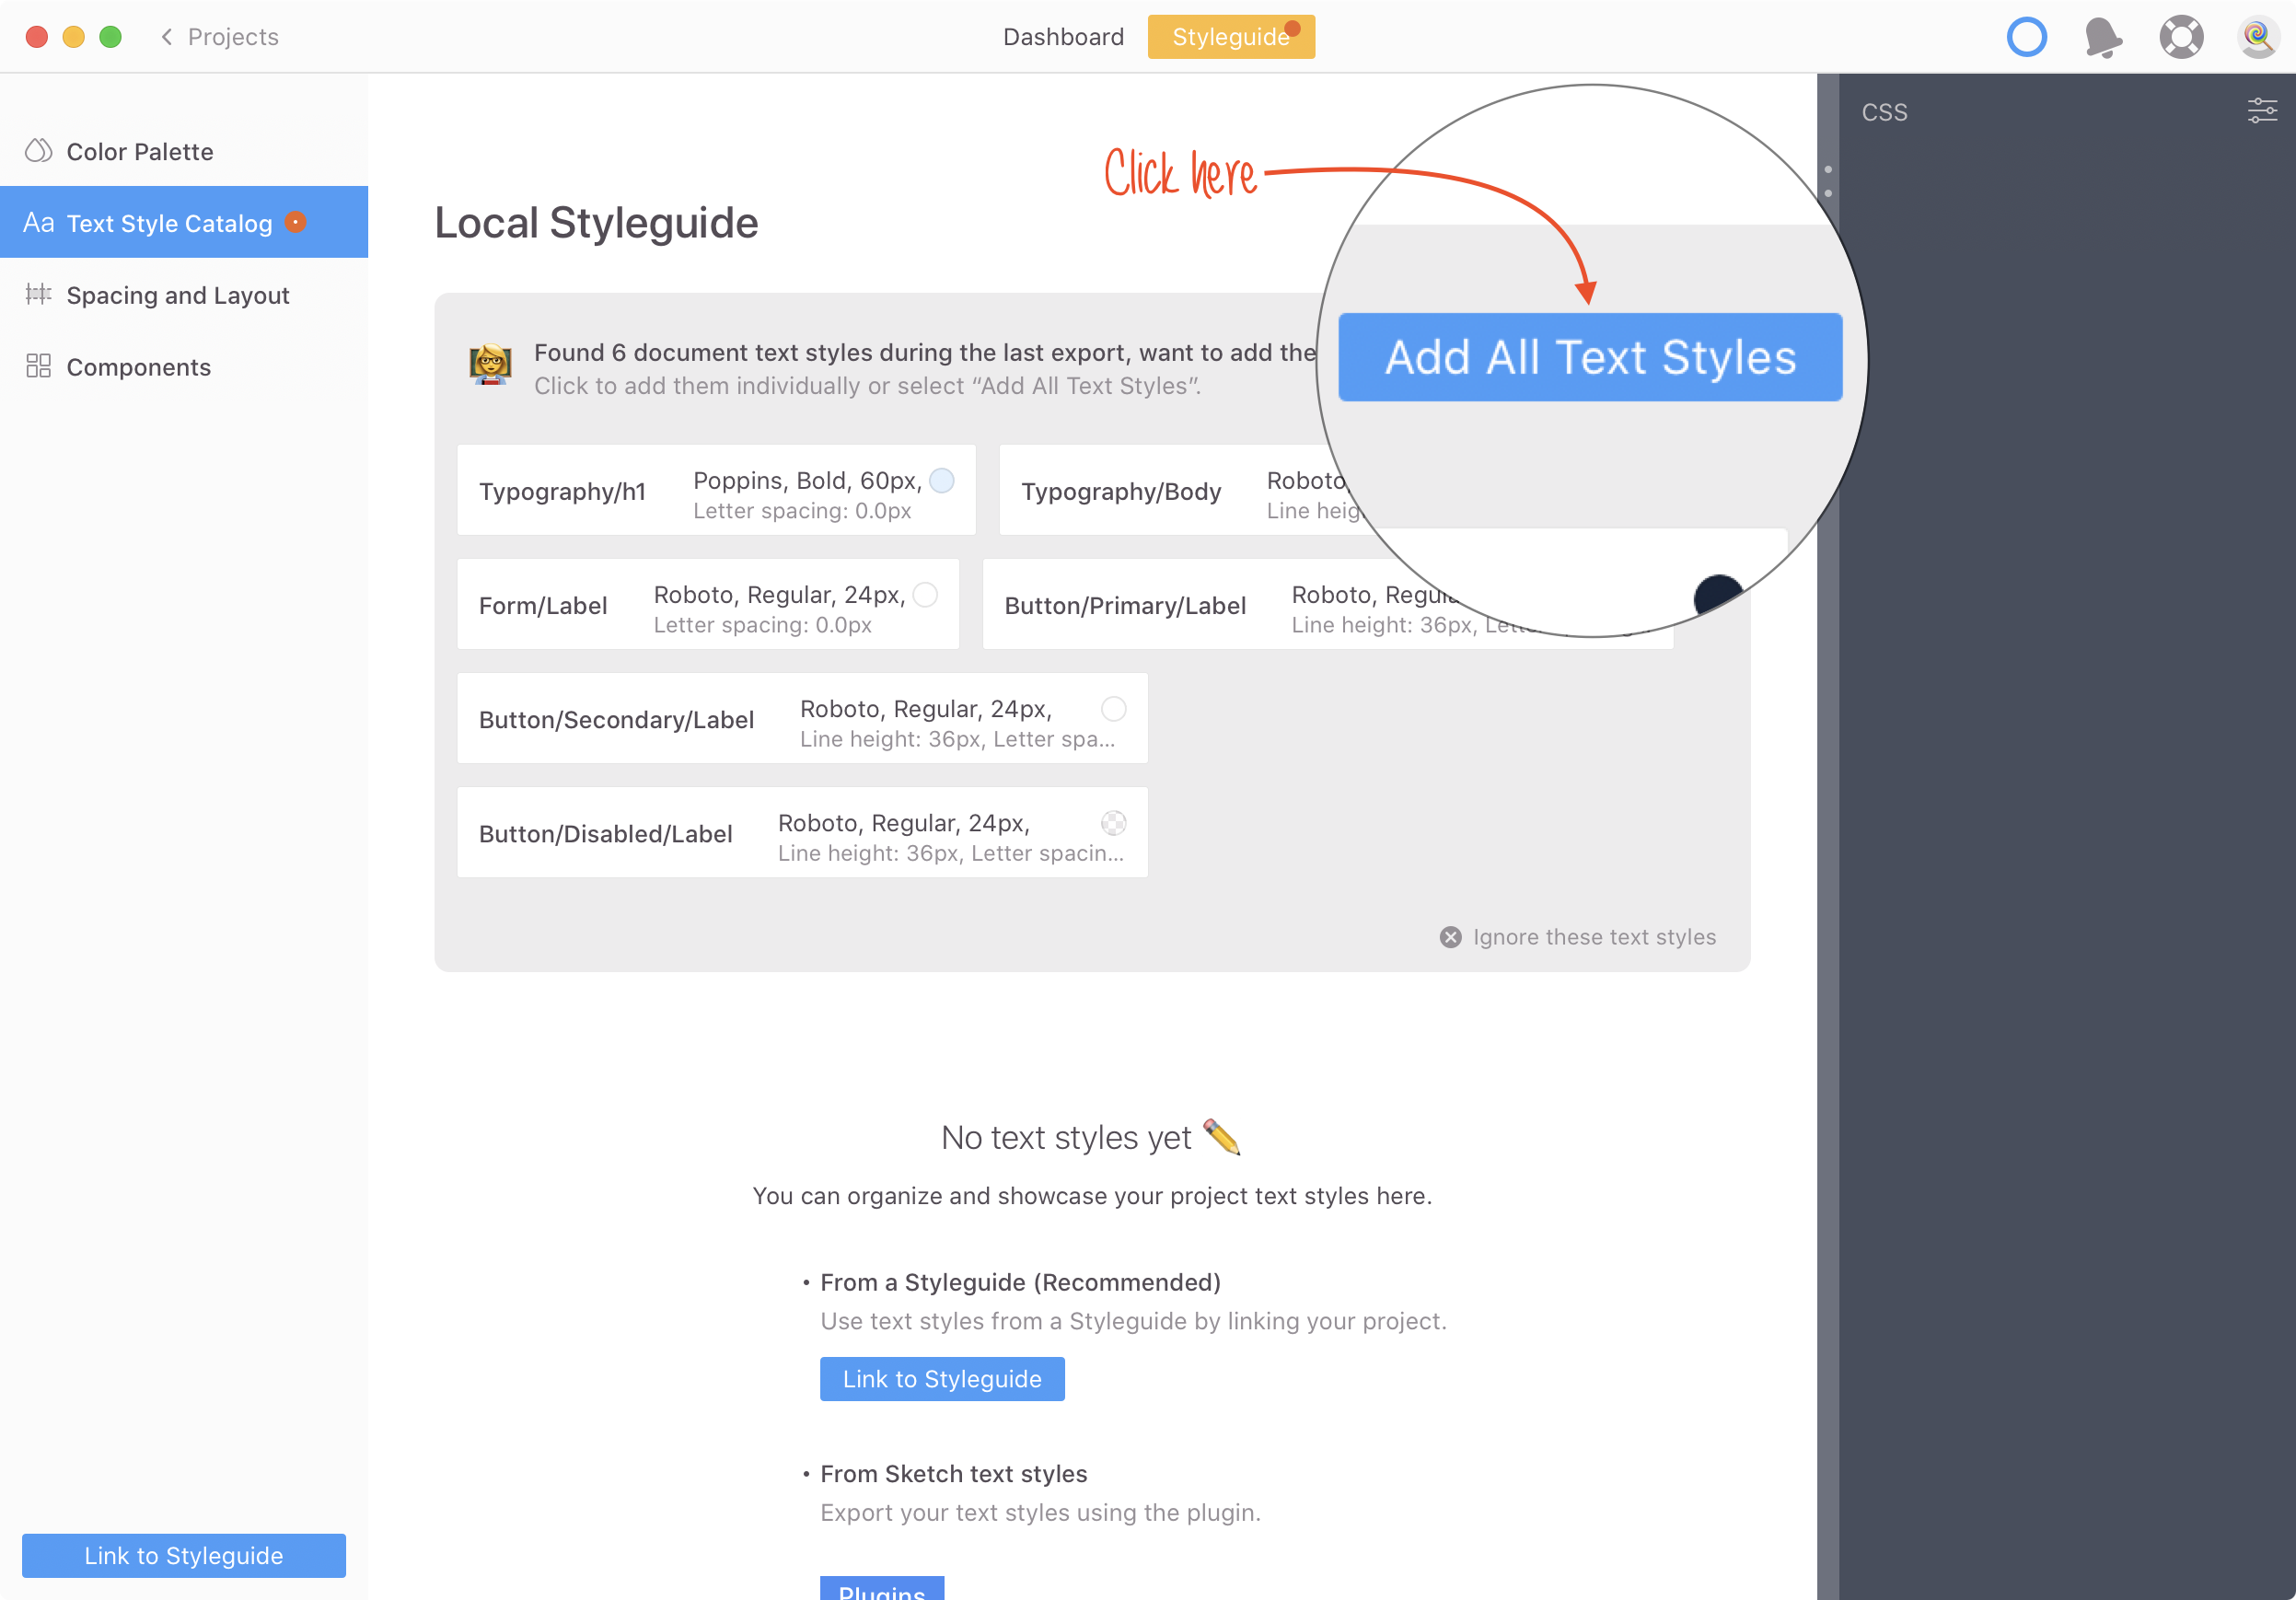 Projects
Dashboard
Styleguide
CSS
Color Palette
Aa Text Style Catalog
Spacing and Layout
Components
Link to Styleguide
Click here
Local Styleguide
Found 6 document text styles during the last export, want to add the
Click to add them individually or select “Add All Text Styles”.
Add All Text Styles
Typography/h1
Poppins, Bold, 60px,
Letter spacing: 0.0px
Typography/Body
Roboto,
Line heig
Form/Label
Roboto, Regular, 24px,
Letter spacing: 0.0px
Button/Primary/Label
Roboto, Regul
Line height: 36px,
Button/Secondary/Label
Roboto, Regular, 24px,
Line height: 36px, Letter spa...
Button/Disabled/Label
Roboto, Regular, 24px,
Line height: 36px, Letter spacin...
Ignore these text styles
No text styles yet
You can organize and showcase your project text styles here.
• From a Styleguide (Recommended)
Use text styles from a Styleguide by linking your project.
Link to Styleguide
• From Sketch text styles
Export your text styles using the plugin.
Plugins